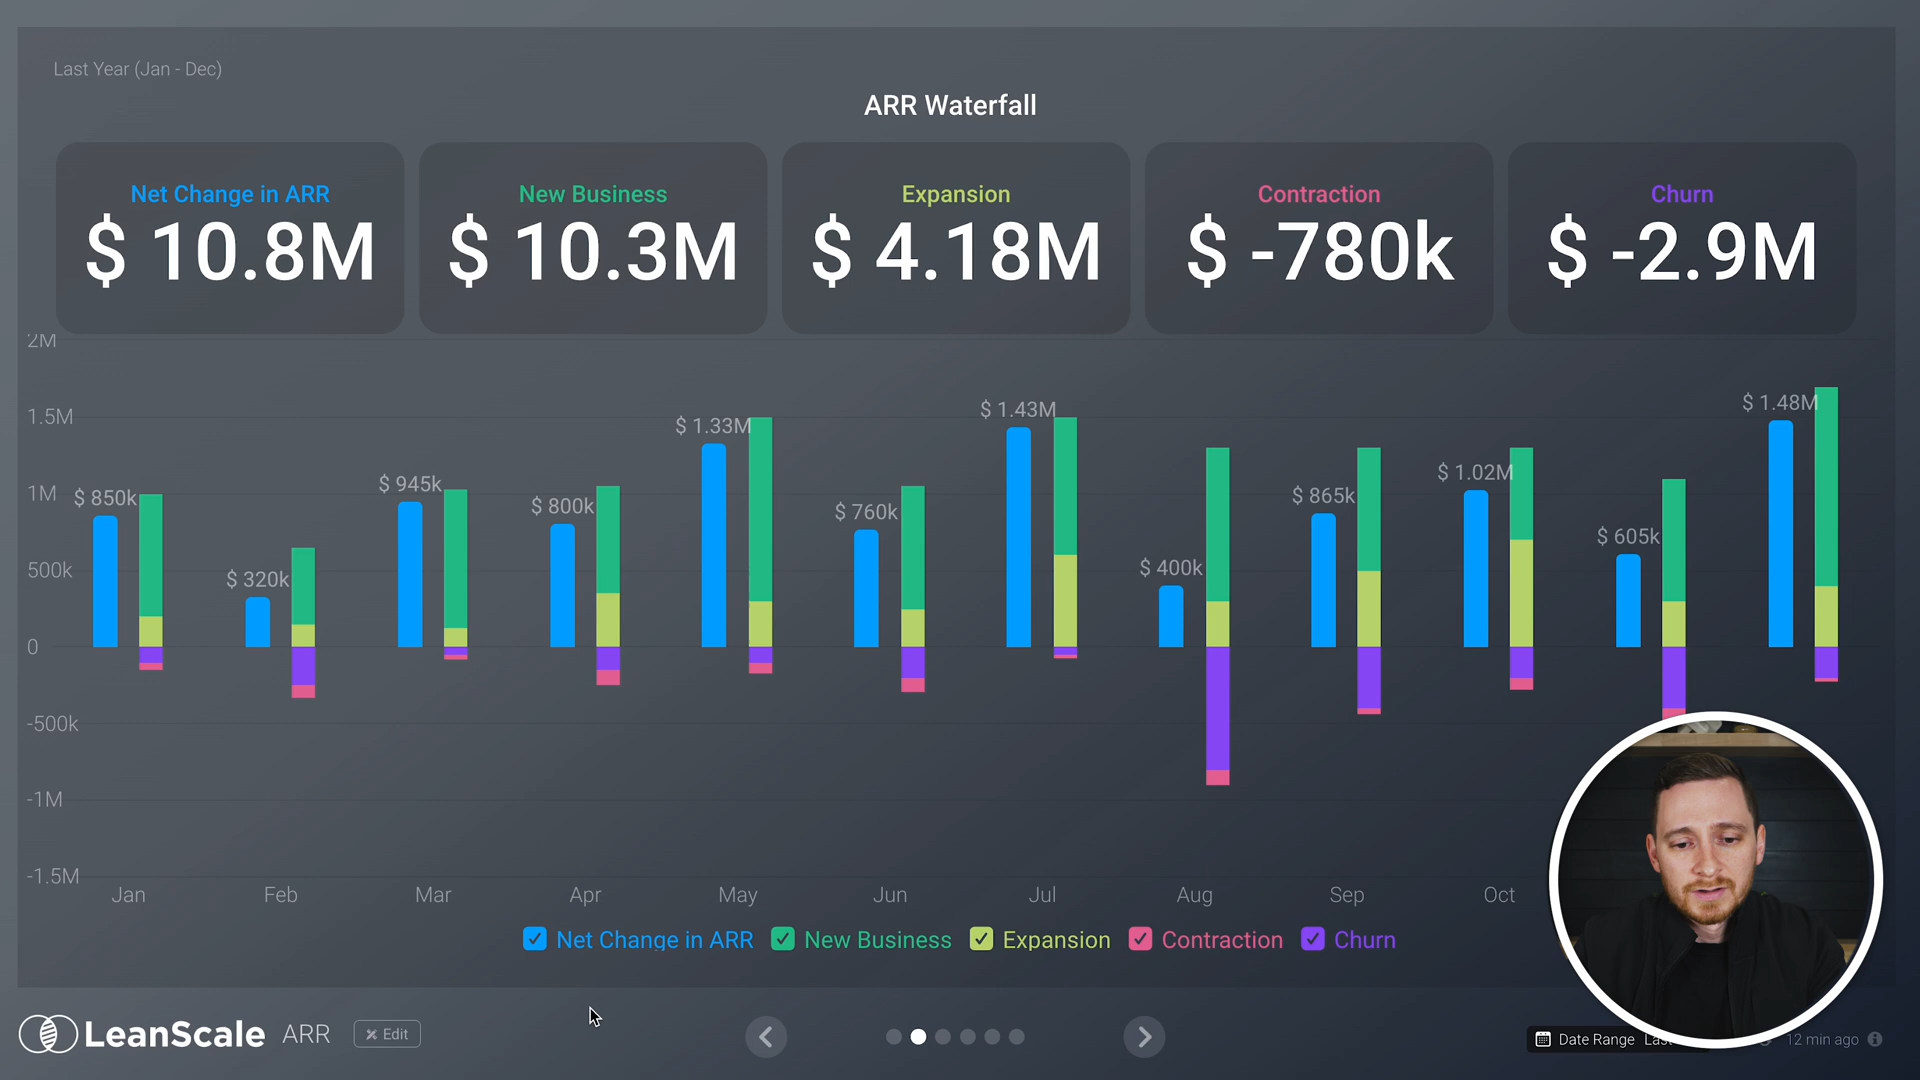 Last Year (Jan - Dec)
ARR Waterfall
Net Change in ARR
$ 10.8M
New Business
$ 10.3M
Expansion
$ 4.18M
Contraction
$ -780k
Churn
$ -2.9M
2M
1.5M
1M
500k
0
-500k
-1M
-1.5M
$ 850k
$ 320k
$ 945k
$ 800k
$ 1.33M
$ 760k
$ 1.43M
$ 400k
$ 865k
$ 1.02M
$ 605k
$ 1.48M
Jan Feb Mar Apr May Jun Jul Aug Sep Oct
Net Change in ARR New Business Expansion Contraction Churn
LeanScale ARR Edit
Date Range 12 min ago